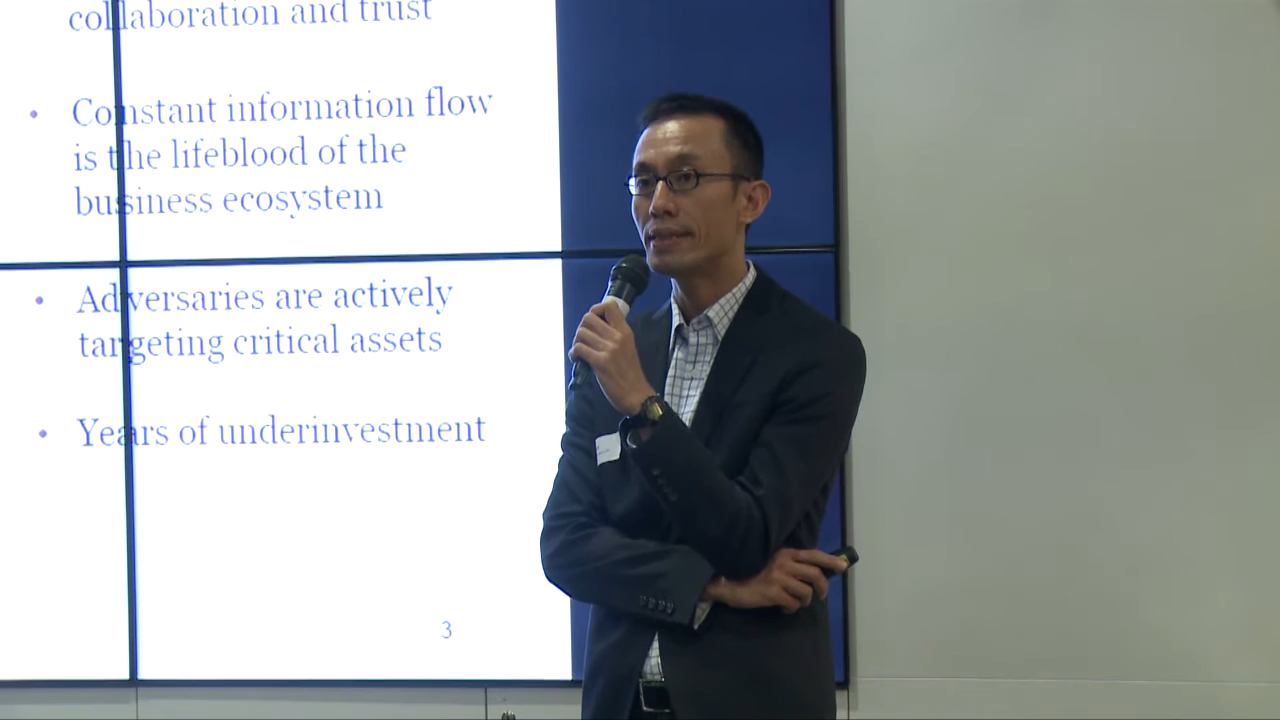 collaboration and trust
• Constant information flow
is the lifeblood of the
business ecosystem
• Adversaries are actively
targeting critical assets
• Years of underinvestment
3